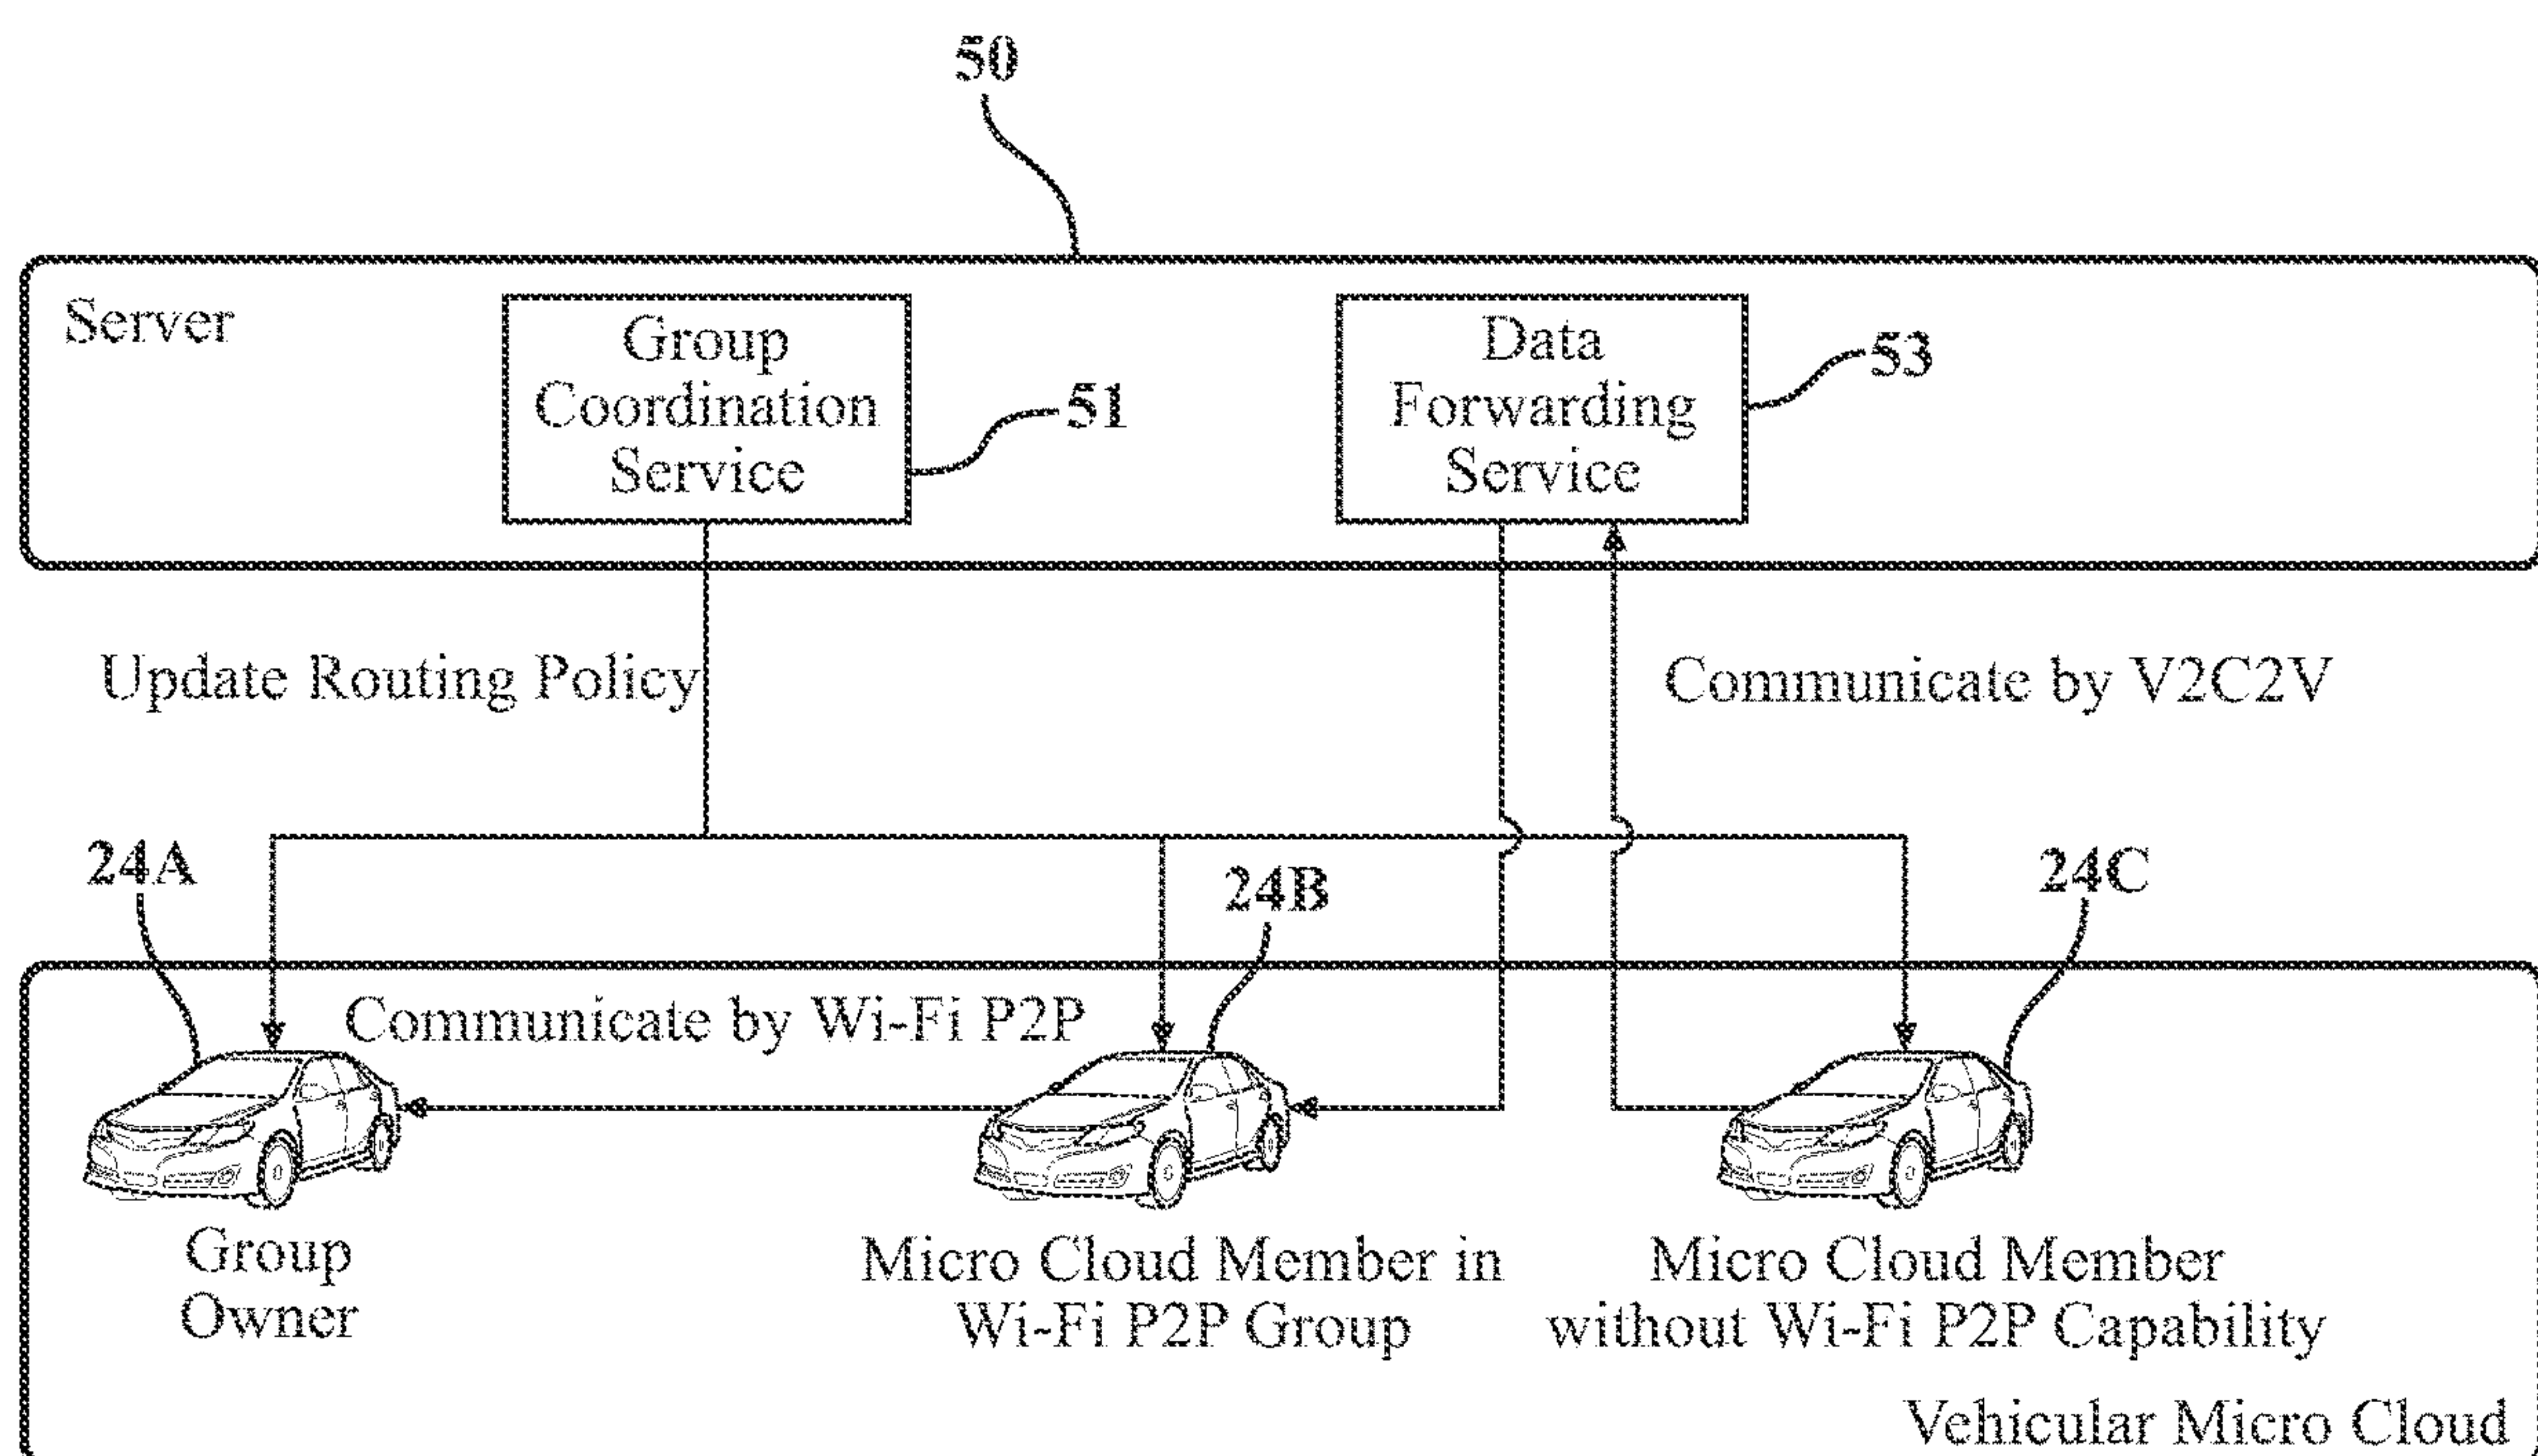 50
Server
Group
Coordination
Service
51
Data
Forwarding
Service
53
Update Routing Policy
Communicate by V2C2V
24A
24B
24C
Communicate by Wi-Fi P2P
Group
Owner
Micro Cloud Member in
Wi-Fi P2P Group
Micro Cloud Member
without Wi-Fi P2P Capability
Vehicular Micro Cloud